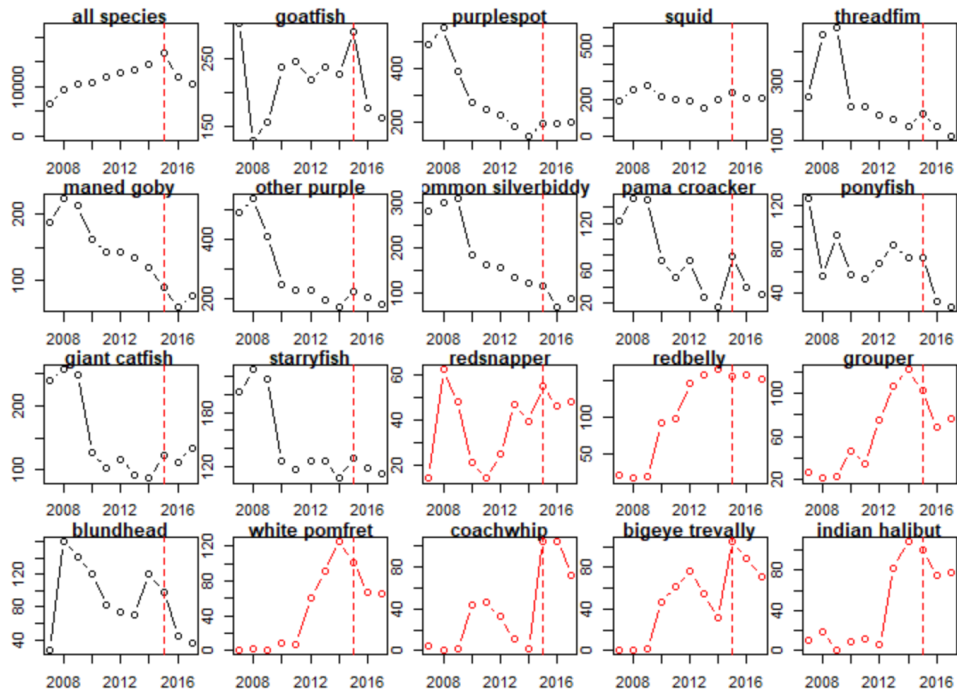 all species goatfish purplespot squid threadfim
0 10000
150 250
200 400
0 200 600
100 300
2008 2012 2016 2008 2012 2016 2008 2012 2016 2008 2012 2016 2008 2012 2016
maned goby other purple ommon silverbiddy pama croacker ponyfish
100 200
200 400
100 200 300
20 60 140
40 80 120
2008 2012 2016 2008 2012 2016 2008 2012 2016 2008 2012 2016 2008 2012 2016
giant catfish starryfish redsnapper redbelly grouper
100 200
120 180
20 40 60
50 100
20 60 100
2008 2012 2016 2008 2012 2016 2008 2012 2016 2008 2012 2016 2008 2012 2016
blundhead white pomfret coachwhip bigeye trevally indian halibut
40 80 120
0 40 80 120
0 40 80
0 40 80
0 40 80
2008 2012 2016 2008 2012 2016 2008 2012 2016 2008 2012 2016 2008 2012 2016